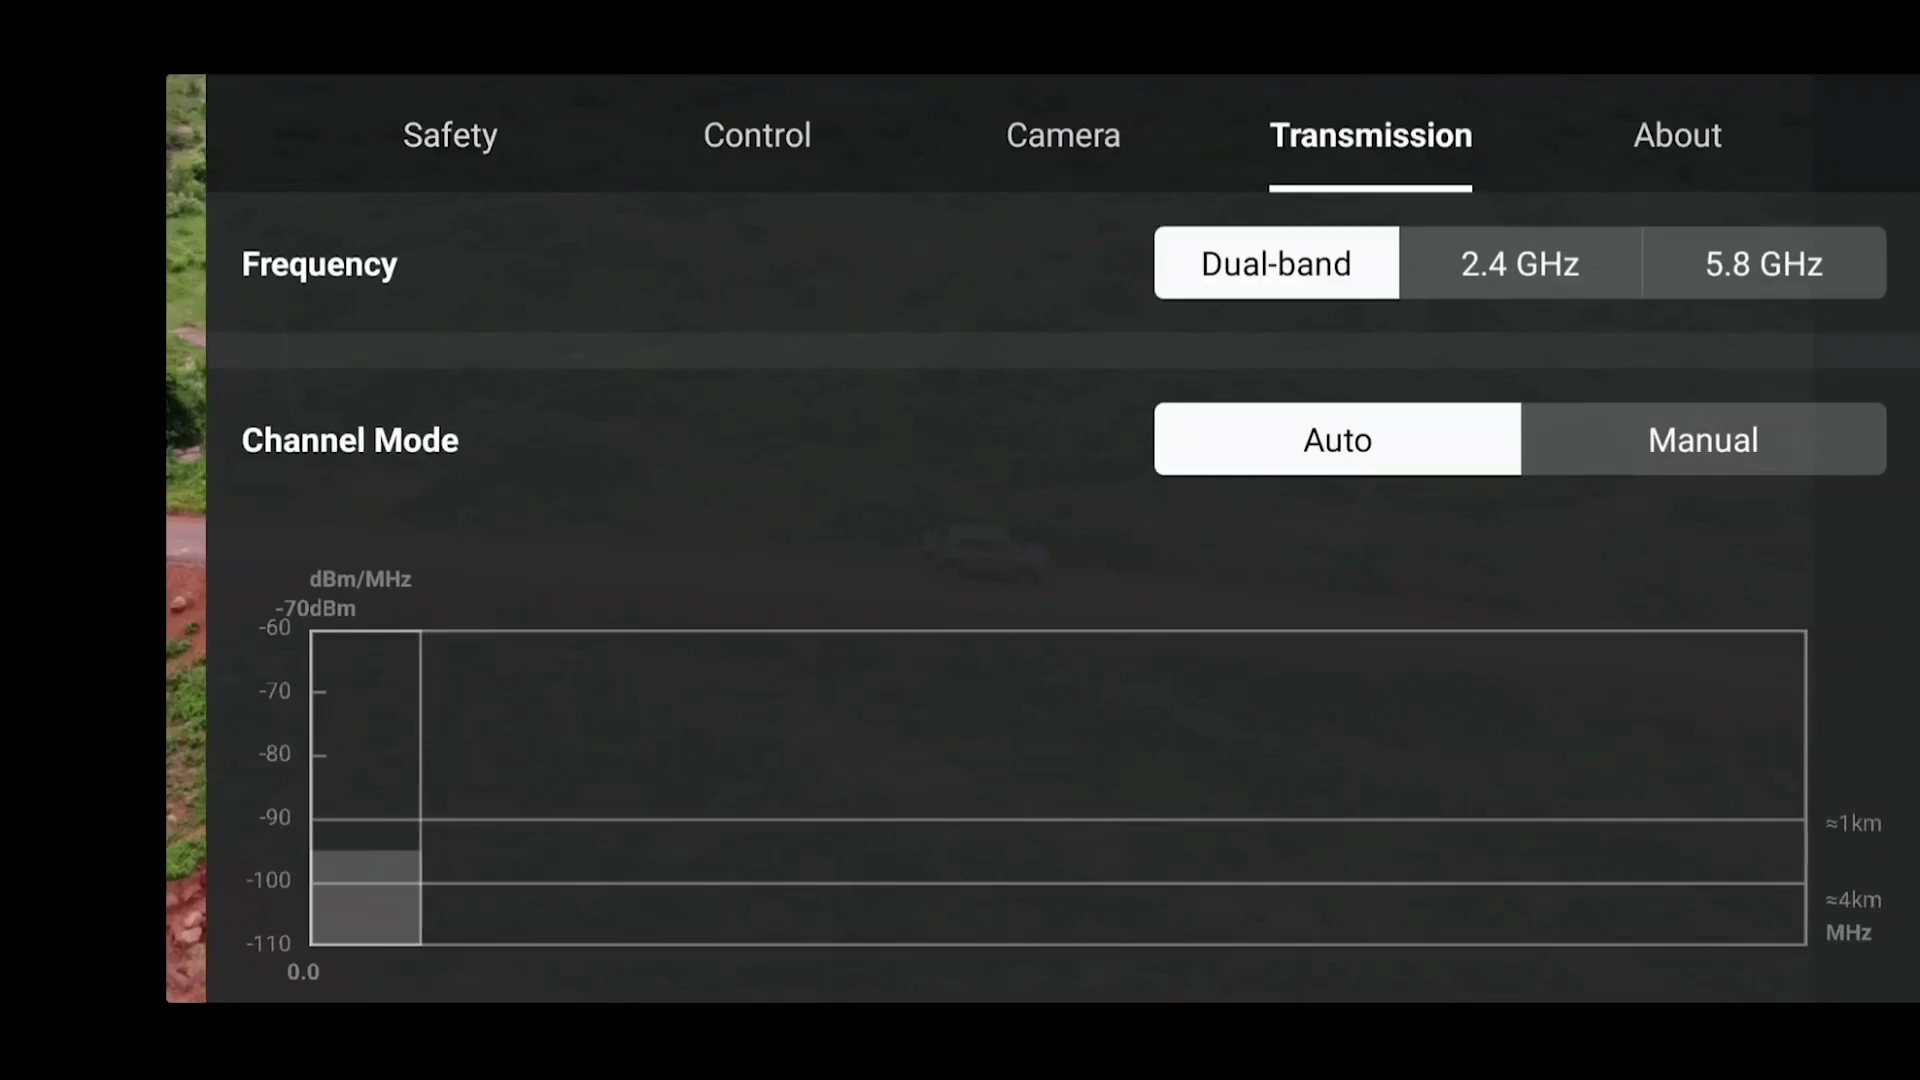 Safety Control Camera Transmission About
Frequency Dual-band 2.4 GHz 5.8 GHz
Channel Mode Auto Manual
dBm/MHz
-70dBm
-60
-70
-80
-90 ≈1km
-100
≈4km
MHz
-110
0.0